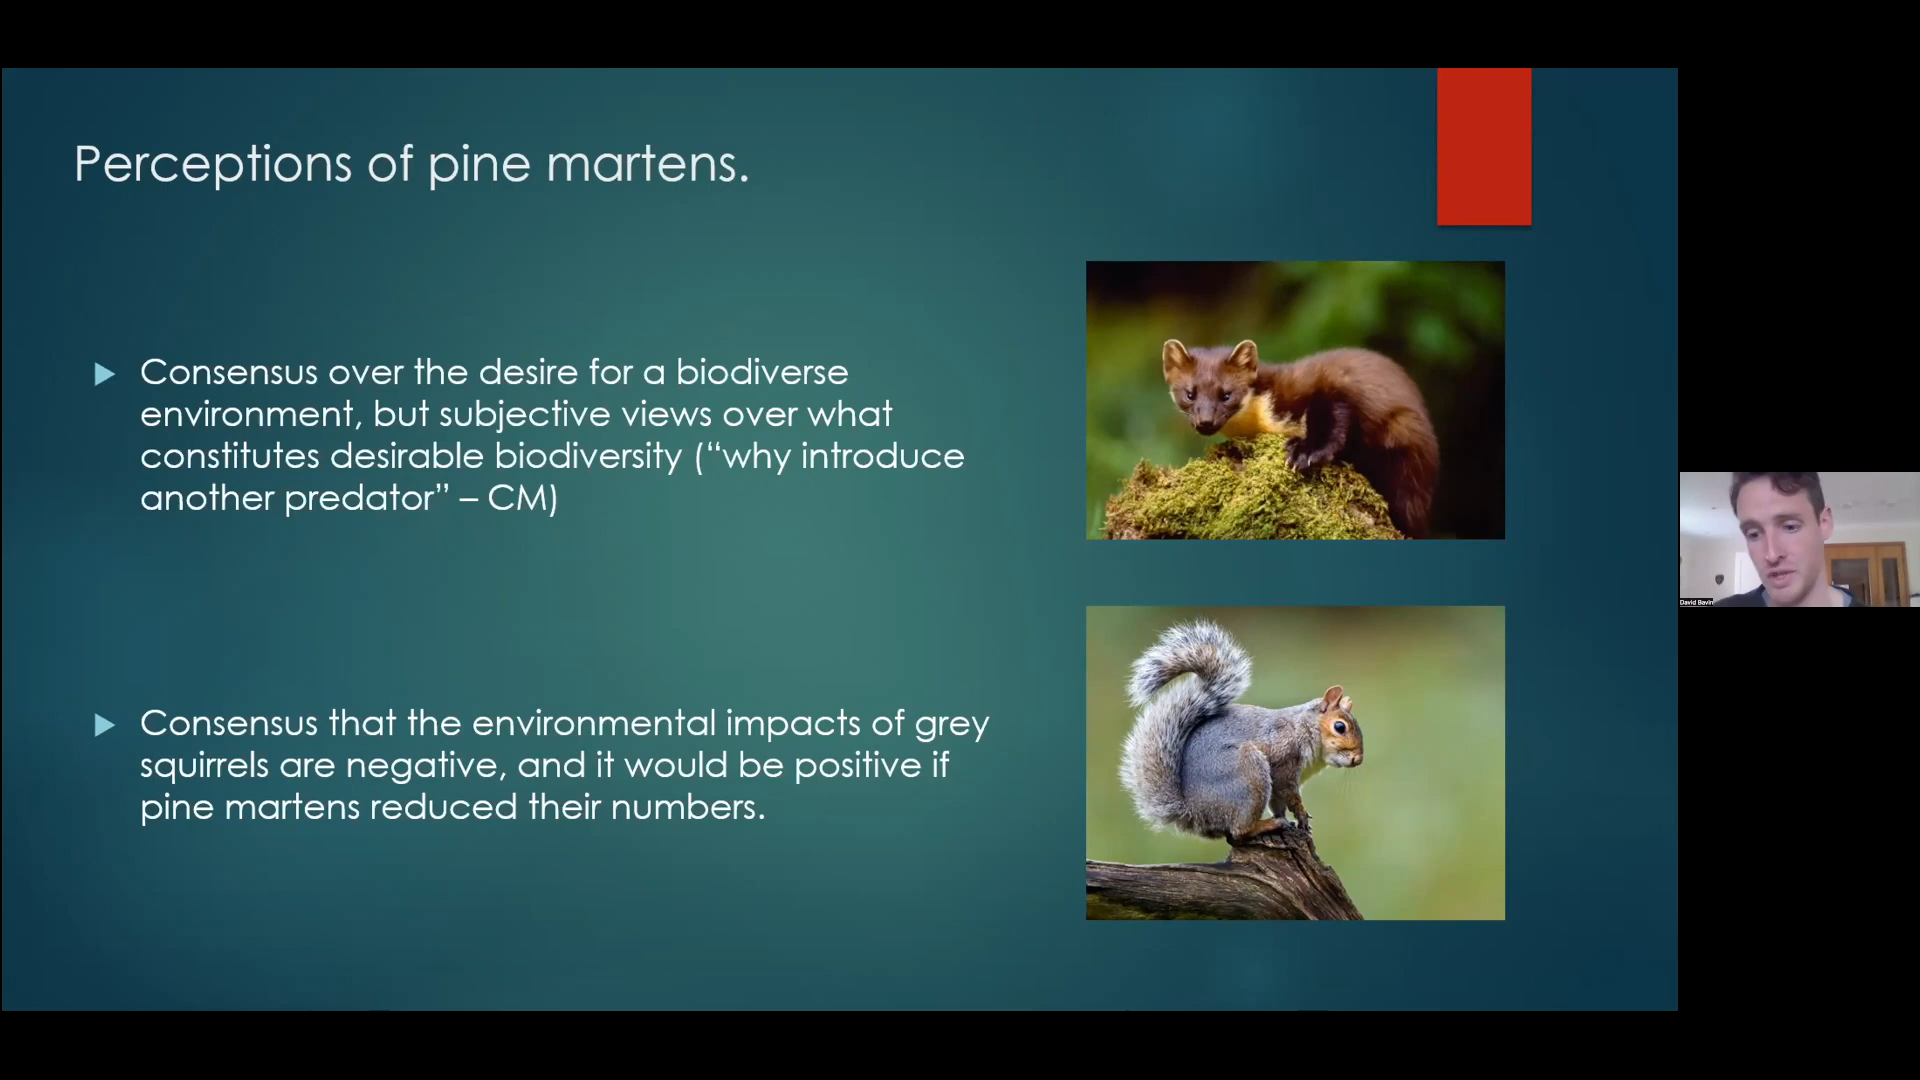 Perceptions of pine martens.
Consensus over the desire for a biodiverse
environment, but subjective views over what
constitutes desirable biodiversity (“why introduce
another predator” – CM)
Consensus that the environmental impacts of grey
squirrels are negative, and it would be positive if
pine martens reduced their numbers.
David Bavin